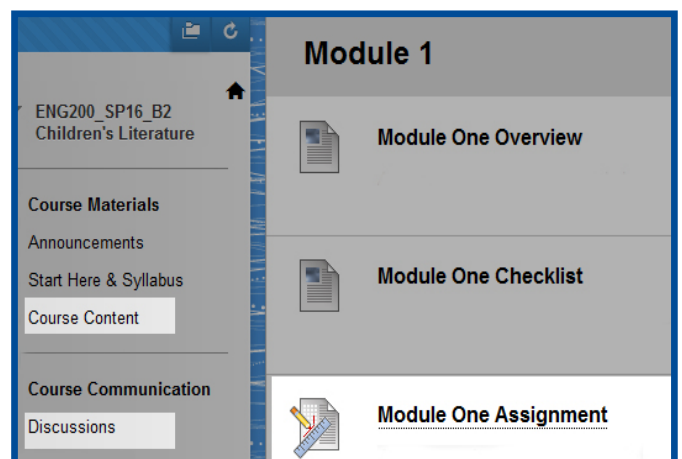 ENG200_SP16_B2
Children's Literature
Course Materials
Announcements
Start Here & Syllabus
Course Content
Course Communication
Discussions
Module 1
Module One Overview
Module One Checklist
Module One Assignment